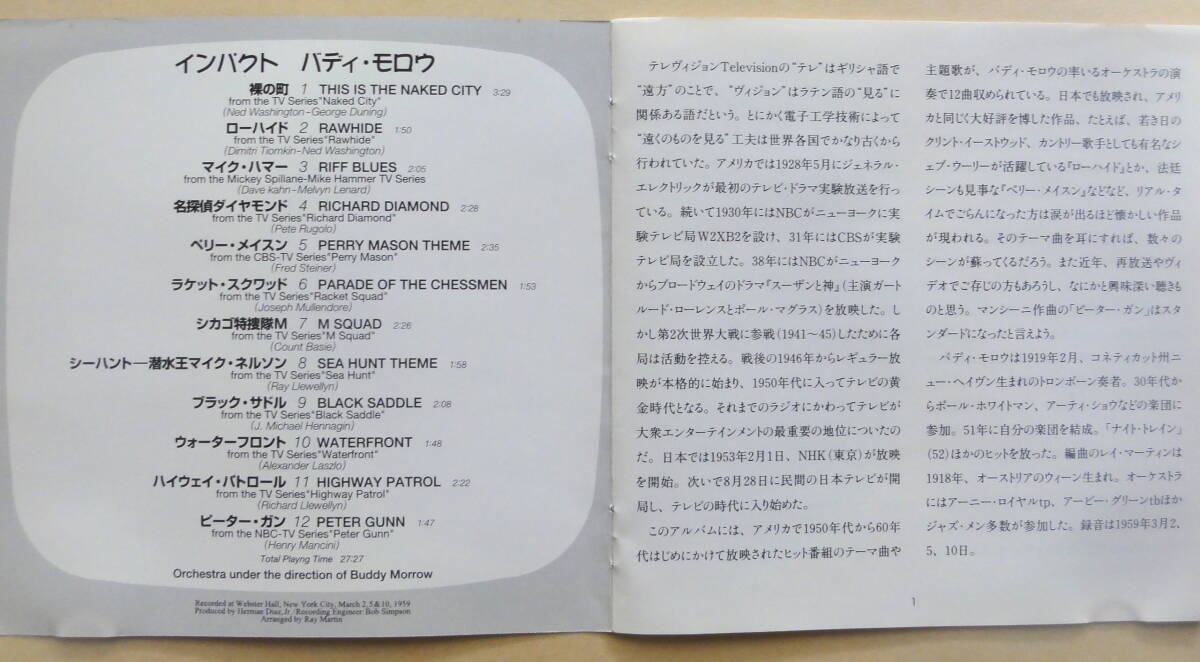 インパクト バディ・モロウ
裸の町 1 THIS IS THE NAKED CITY 3:29
from the TV Series"Naked City"
(Ned Washington–George Duning)
ローハイド 2 RAWHIDE 1:50
from the TV Series"Rawhide"
(Dimitri Tiomkin–Ned Washington)
マイク・ハマー 3 RIFF BLUES 2:05
from the Mickey Spillane-Mike Hammer TV Series
(Dave kahn–Melvyn Lenard)
名探偵ダイヤモンド 4 RICHARD DIAMOND 2:28
from the TV Series"Richard Diamond"
(Pete Rugolo)
ペリー・メイスン 5 PERRY MASON THEME 2:35
from the CBS-TV Series"Perry Mason"
(Fred Steiner)
ラケット・スクワッド 6 PARADE OF THE CHESSMEN 1:53
from the TV Series"Racket Squad"
(Joseph Mullendore)
シカゴ特捜隊M 7 M SQUAD 2:26
from the TV Series"M Squad"
(Count Basie)
シーハント—潜水王マイク・ネルソン 8 SEA HUNT THEME 1:58
from the TV Series"Sea Hunt"
(Ray Llewellyn)
ブラック・サドル 9 BLACK SADDLE 2:08
from the TV Series"Black Saddle"
(J. Michael Hennagin)
ウォーターフロント 10 WATERFRONT 1:48
from the TV Series"Waterfront"
(Alexander Laszlo)
ハイウェイ・パトロール 11 HIGHWAY PATROL 2:22
from the TV Series"Highway Patrol"
(Richard Llewellyn)
ピーター・ガン 12 PETER GUNN 1:47
from the NBC-TV Series"Peter Gunn"
(Henry Mancini)
Total Playng Time 27:27
Orchestra under the direction of Buddy Morrow
Recorded at Webster Hall, New York City, March 2, 5 & 10, 1959
Produced by Herman Diaz, Jr./Recording Engineer: Bob Simpson
Arranged by Ray Martin
テレヴィジョンTelevisionの“テレ”はギリシャ語で
“遠方”のことで、“ヴィジョン”はラテン語の“見る”に
関係ある語だという。とにかく電子工学技術によって
“遠くのものを見る”工夫は世界各国でかなり古くから
行われていた。アメリカでは1928年5月にジェネラル・
エレクトリックが最初のテレビ・ドラマ実験放送を行っ
ている。続いて1930年にはNBCがニューヨークに実
験テレビ局W2XB2を設け、31年にはCBSが実験
テレビ局を設立した。38年にはNBCがニューヨーク
からブロードウェイのドラマ『スーザンと神』(主演ガート
ルード・ローレンスとポール・マグラス)を放映した。し
かし第2次世界大戦に参戦(1941〜45)したために各
局は活動を控える。戦後の1946年からレギュラー放
映が本格的に始まり、1950年代に入ってテレビの黄
金時代となる。それまでのラジオにかわってテレビが
大衆エンターテインメントの最重要の地位についたの
だ。日本では1953年2月1日、NHK(東京)が放映
を開始。次いで8月28日に民間の日本テレビが開
局し、テレビの時代に入り始めた。
このアルバムには、アメリカで1950年代から60年
代はじめにかけて放映されたヒット番組のテーマ曲や
主題歌が、バディ・モロウの率いるオーケストラの演
奏で12曲収められている。日本でも放映され、アメリ
カと同じく大好評を博した作品、たとえば、若き日の
クリント・イーストウッド、カントリー歌手としても有名なシ
ェブ・ウーリーが活躍している『ローハイド』とか、法廷
シーンも見事な『ペリー・メイスン』などなど、リアル・タ
イムでごらんになった方は涙が出るほど懐かしい作品
が現われる。そのテーマ曲を耳にすれば、数々の
シーンが蘇ってくるだろう。また近年、再放送やヴィ
デオでご存じの方もあろうし、なにかと興味深い聴きも
のと思う。マンシーニ作曲の「ピーター・ガン」はスタ
ンダードになったと言えよう。
バディ・モロウは1919年2月、コネティカット州ニ
ュー・ヘイヴン生まれのトロンボーン奏者。30年代か
らポール・ホワイトマン、アーティ・ショウなどの楽団に
参加。51年に自分の楽団を結成。「ナイト・トレイン」
(52)ほかのヒットを放った。編曲のレイ・マーティンは
1918年、オーストリアのウィーン生まれ。オーケストラ
にはアーニー・ロイヤルtp、アービー・グリーンtbほか
ジャズ・メン多数が参加した。録音は1959年3月2、
5、10日。
1